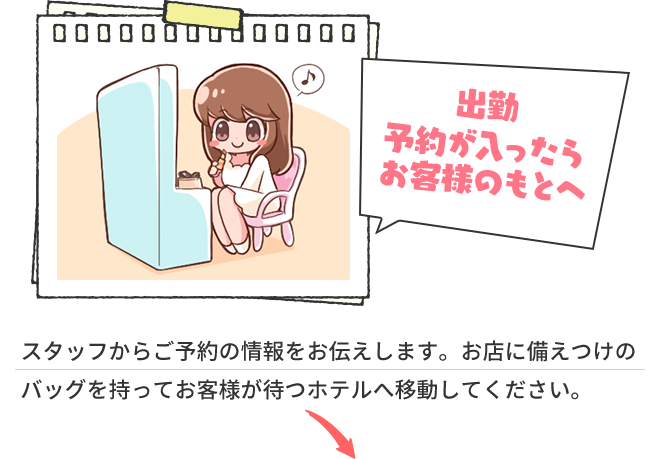 出勤
予約が入ったら
お客様のもとへ
スタッフからご予約の情報をお伝えします。お店に備えつけの
バッグを持ってお客様が待つホテルへ移動してください。